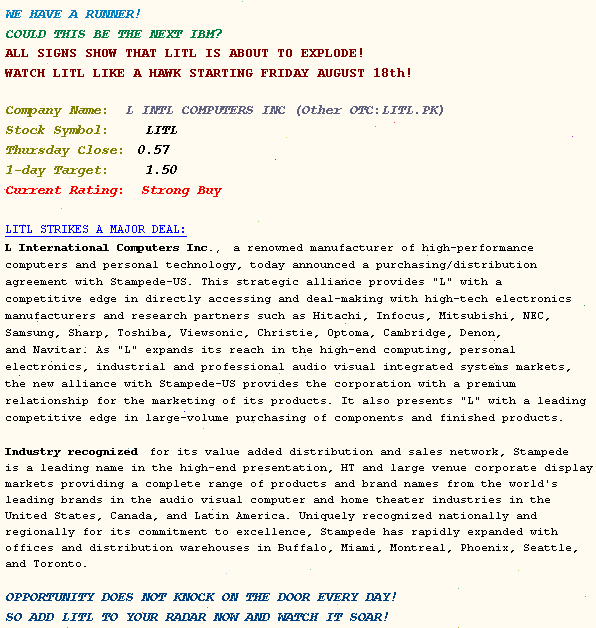 WE HAVE A RUNNER!
COULD THIS BE THE NEXT IBM?
ALL SIGNS SHOW THAT LITL IS ABOUT TO EXPLODE!
WATCH LITL LIKE A HAWK STARTING FRIDAY AUGUST 18th!
Company Name: L INTL COMPUTERS INC (Other OTC:LITL.PK)
Stock Symbol: LITL
Thursday Close: 0.57
1-day Target: 1.50
Current Rating: Strong Buy
LITL STRIKES A MAJOR DEAL:
L International Computers Inc., a renowned manufacturer of high-performance
computers and personal technology, today announced a purchasing/distribution
agreement with Stampede-US. This strategic alliance provides "L" with a
competitive edge in directly accessing and deal-making with high-tech electronics
manufacturers and research partners such as Hitachi, Infocus, Mitsubishi, NEC,
Samsung, Sharp, Toshiba, Viewsonic, Christie, Optoma, Cambridge, Denon,
and Navitar. As "L" expands its reach in the high-end computing, personal
electronics, industrial and professional audio visual integrated systems markets,
the new alliance with Stampede-US provides the corporation with a premium
relationship for the marketing of its products. It also presents "L" with a leading
competitive edge in large-volume purchasing of components and finished products.
Industry recognized for its value added distribution and sales network, Stampede
is a leading name in the high-end presentation, HT and large venue corporate display
markets providing a complete range of products and brand names from the world's
leading brands in the audio visual computer and home theater industries in the
United States, Canada, and Latin America. Uniquely recognized nationally and
regionally for its commitment to excellence, Stampede has rapidly expanded with
offices and distribution warehouses in Buffalo, Miami, Montreal, Phoenix, Seattle,
and Toronto.
OPPORTUNITY DOES NOT KNOCK ON THE DOOR EVERY DAY!
SO ADD LITL TO YOUR RADAR NOW AND WATCH IT SOAR!